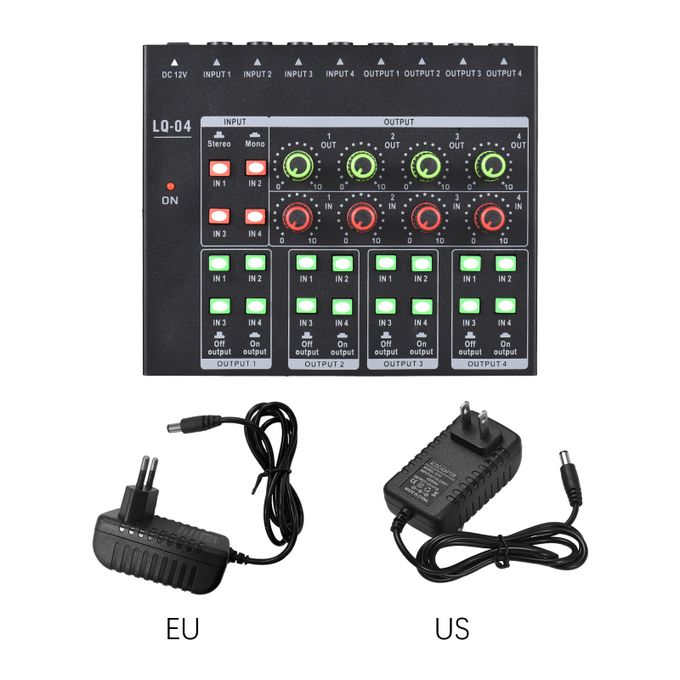 DC 12V INPUT 1 INPUT 2 INPUT 3 INPUT 4 OUTPUT 1 OUTPUT 2 OUTPUT 3 OUTPUT 4
LQ-04
INPUT OUTPUT
Stereo Mono
1 OUT 2 OUT 3 OUT 4 OUT
IN 1 IN 2
0 10 0 10 0 10 0 10
ON
1 IN 2 IN 3 IN 4 IN
IN 3 IN 4
0 10 0 10 0 10 0 10
IN 1 IN 2 IN 1 IN 2 IN 1 IN 2 IN 1 IN 2
IN 3 IN 4 IN 3 IN 4 IN 3 IN 4 IN 3 IN 4
Off On Off On Off On Off On
output output output output output output output output
OUTPUT 1 OUTPUT 2 OUTPUT 3 OUTPUT 4
EU US